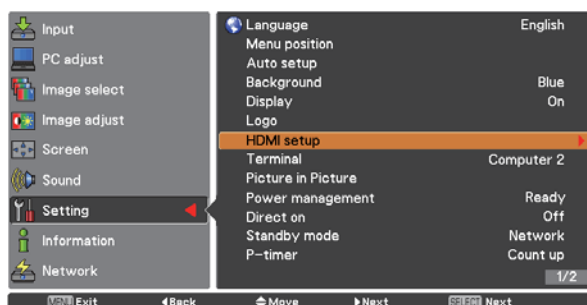 Input
PC adjust
Image select
Image adjust
Screen
Sound
Setting
Information
Network
Language English
Menu position
Auto setup
Background Blue
Display On
Logo
HDMI setup
Terminal Computer 2
Picture in Picture
Power management Ready
Direct on Off
Standby mode Network
P-timer Count up
1/2
MENU Exit Back Move Next SELECT Next